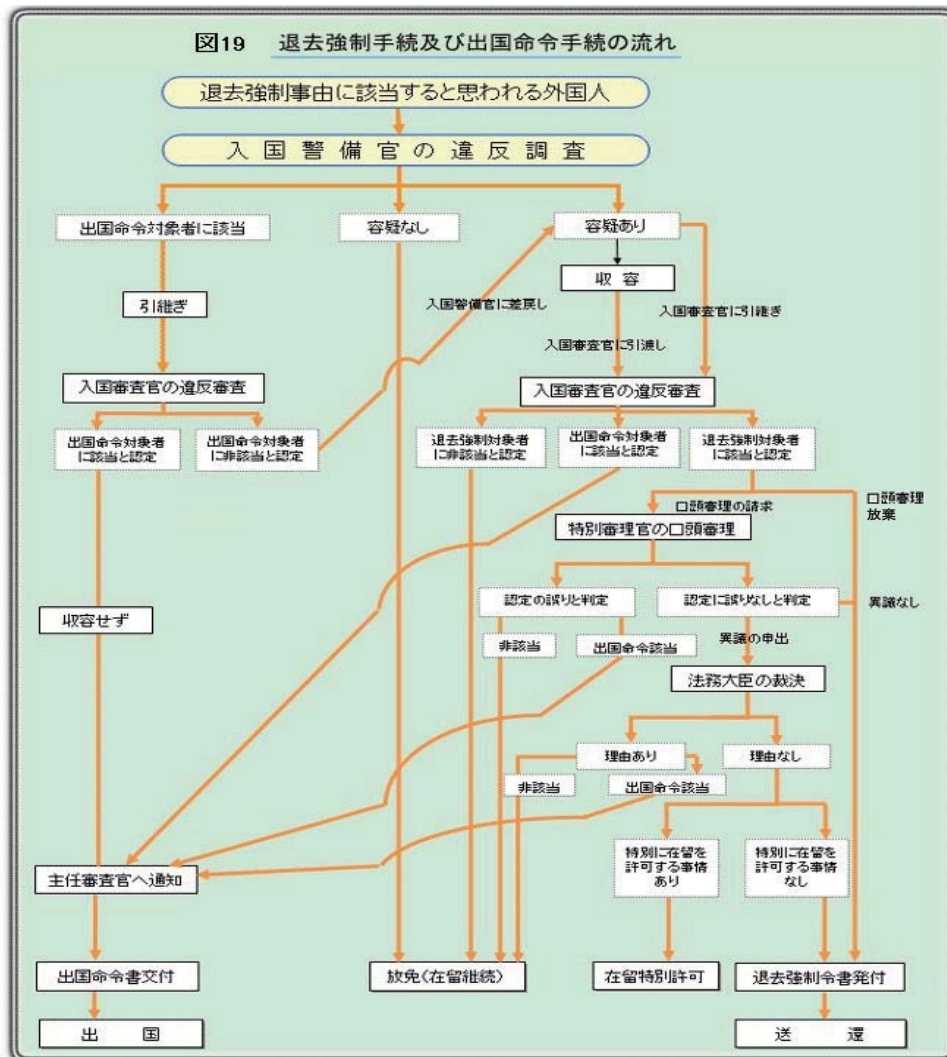 図19 退去強制手続及び出国命令手続の流れ
退去強制事由に該当すると思われる外国人
入国警備官の違反調査
出国命令対象者に該当
容疑なし
容疑あり
引継ぎ
収容
入国警備官に差戻し
入国審査官に引継ぎ
入国審査官に引渡し
入国審査官の違反審査
入国審査官の違反審査
出国命令対象者
に該当と認定
出国命令対象者
に非該当と認定
退去強制対象者
に非該当と認定
出国命令対象者
に該当と認定
退去強制対象者
に該当と認定
口頭審理の請求
口頭審理
放棄
特別審理官の口頭審理
認定の誤りと判定
認定に誤りなしと判定
異議なし
収容せず
非該当
出国命令該当
異議の申出
法務大臣の裁決
理由あり
理由なし
非該当
出国命令該当
特別に在留を
許可する事情
あり
特別に在留を
許可する事情
なし
主任審査官へ通知
出国命令書交付
放免(在留継続)
在留特別許可
退去強制令書発付
出国
送還